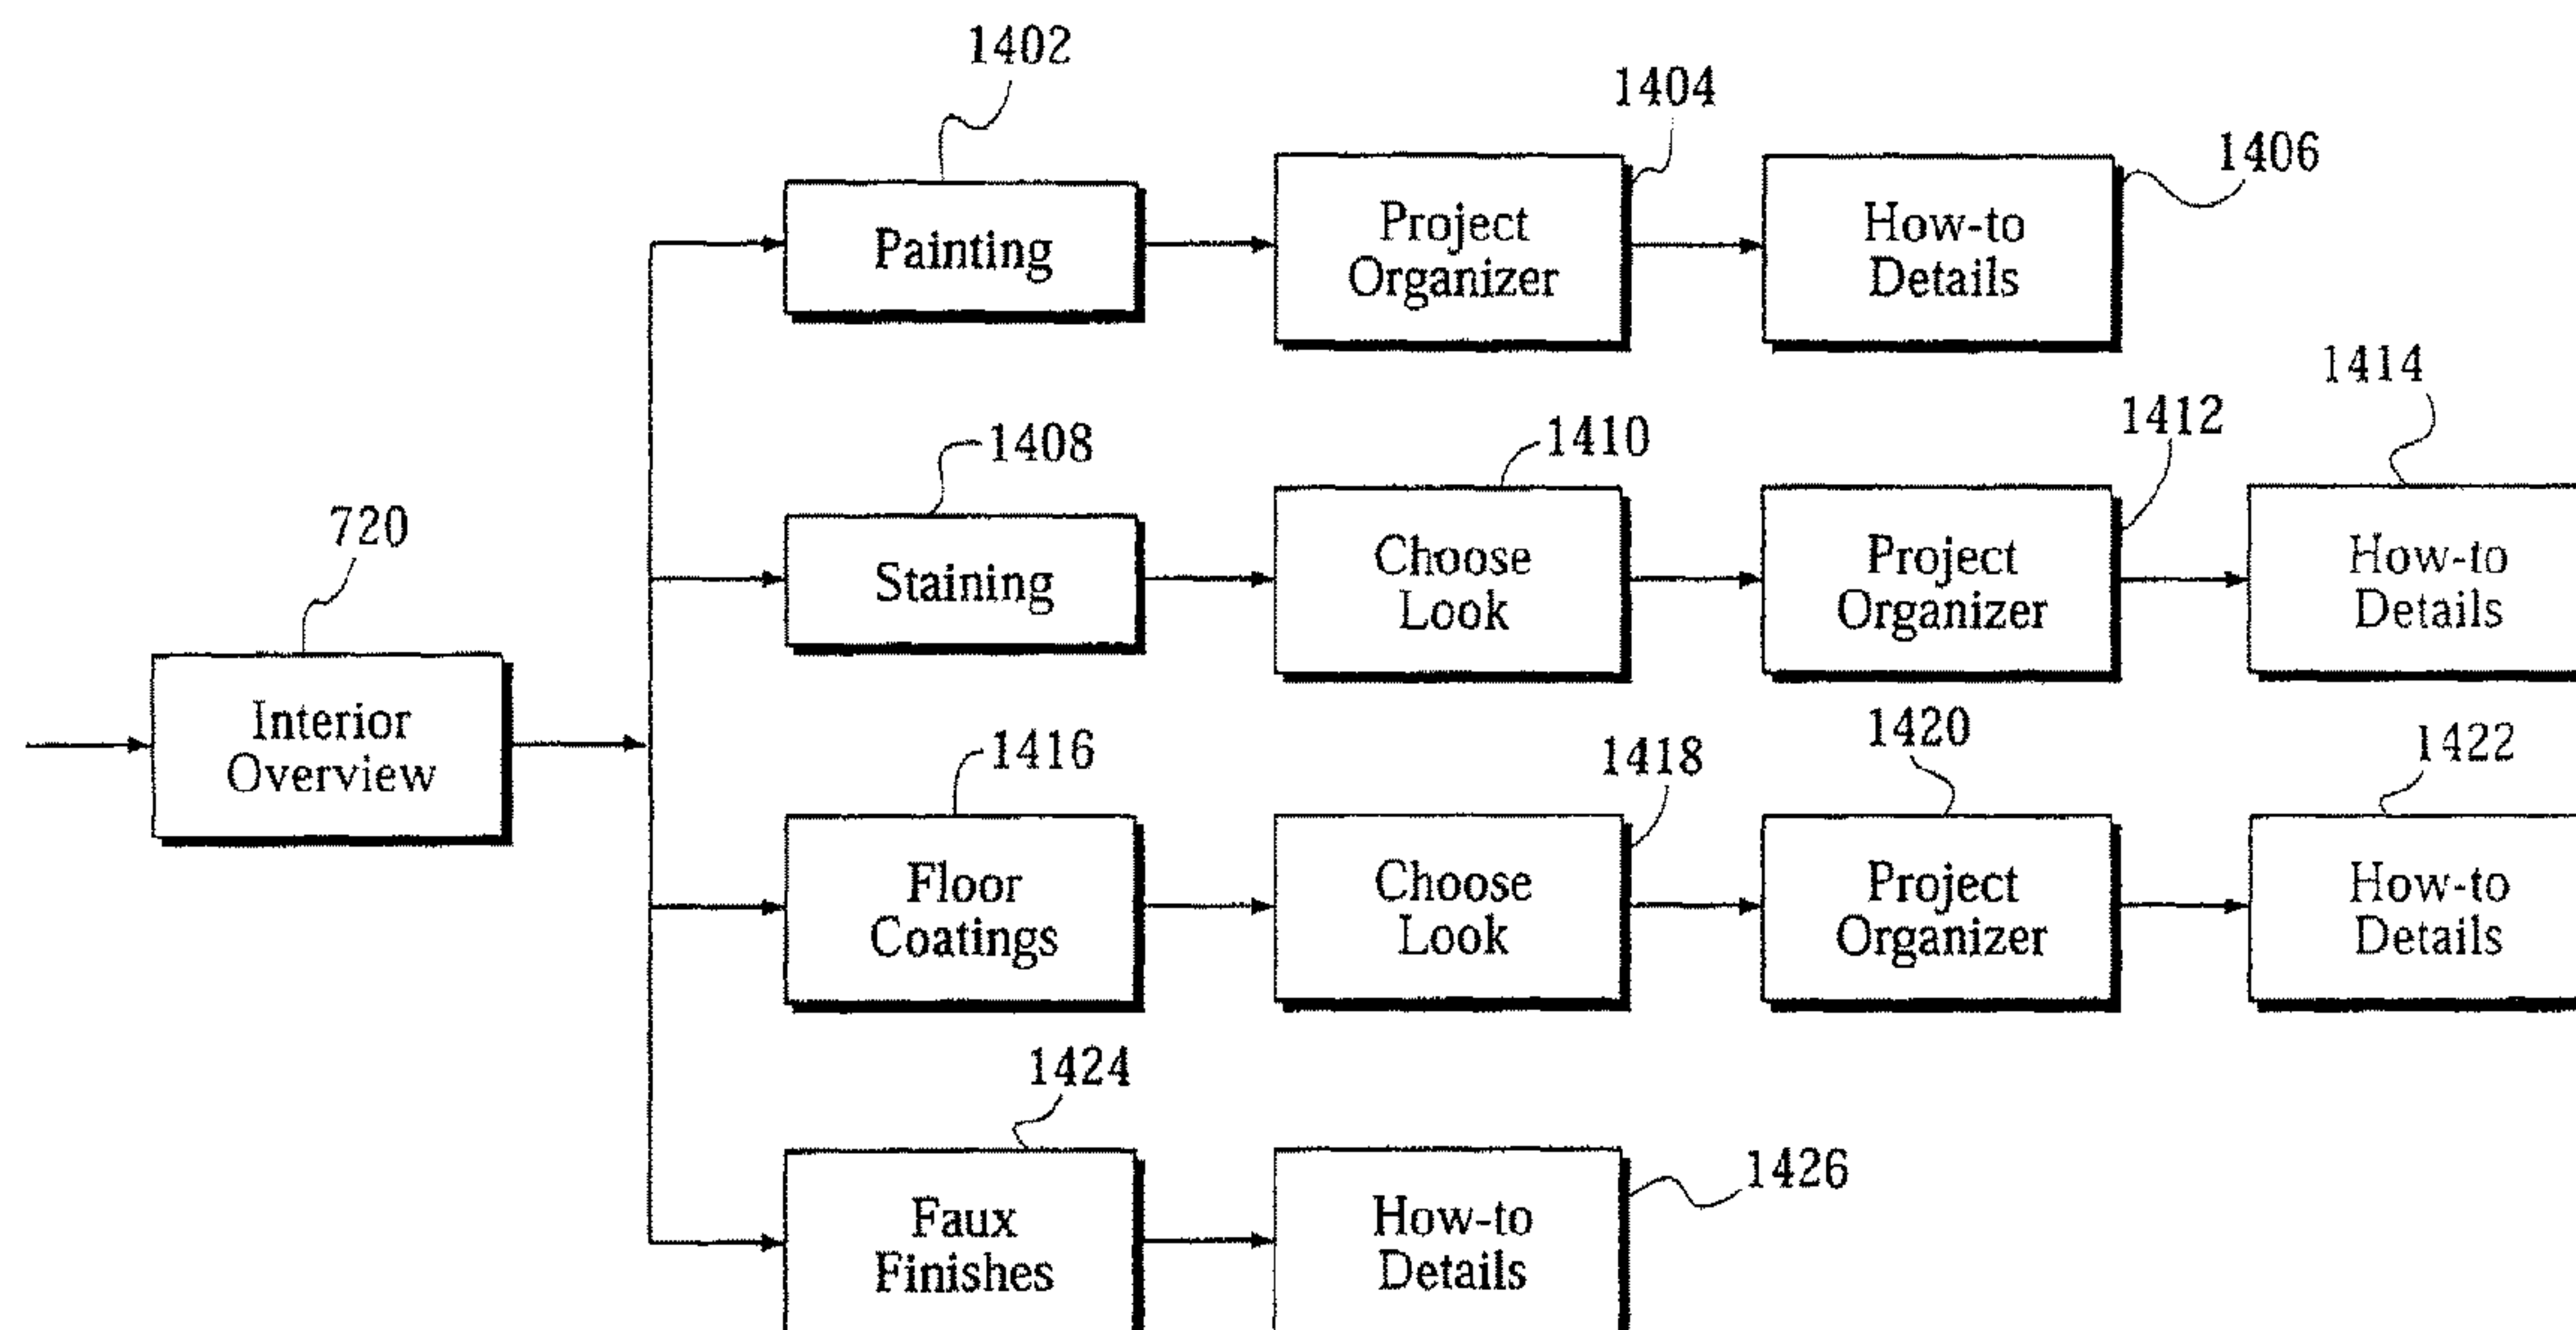 1402
1404
1406
Painting
Project
Organizer
How-to
Details
1408
1410
1412
1414
Staining
Choose
Look
Project
Organizer
How-to
Details
720
Interior
Overview
1416
1418
1420
1422
Floor
Coatings
Choose
Look
Project
Organizer
How-to
Details
1424
1426
Faux
Finishes
How-to
Details